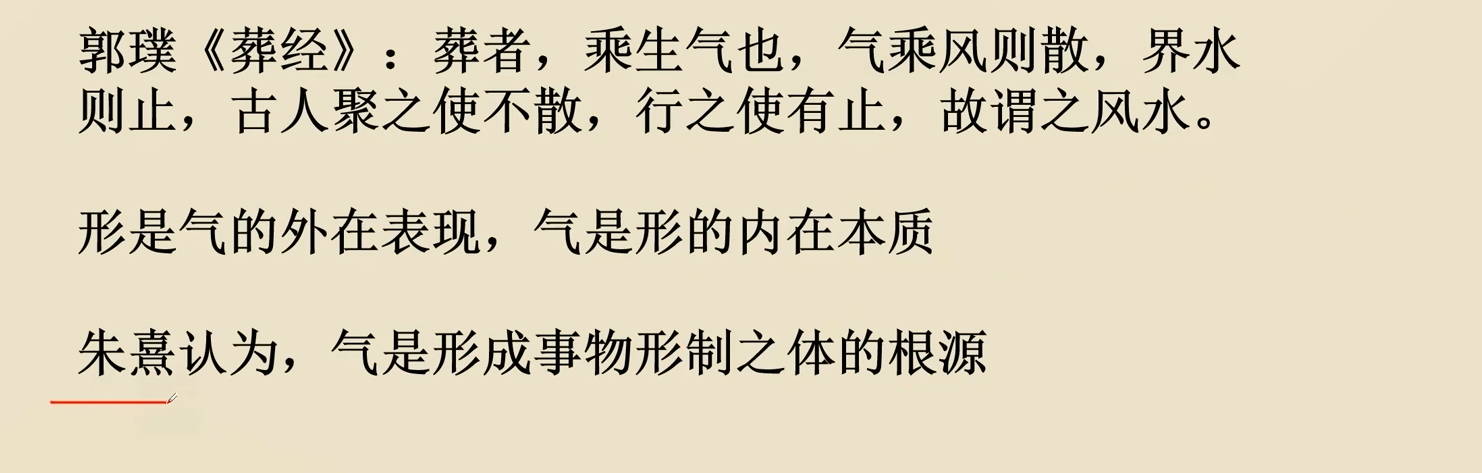 郭璞《葬经》：葬者，乘生气也，气乘风则散，界水
则止，古人聚之使不散，行之使有止，故谓之风水。
形是气的外在表现，气是形的内在本质
朱熹认为，气是形成事物形制之体的根源